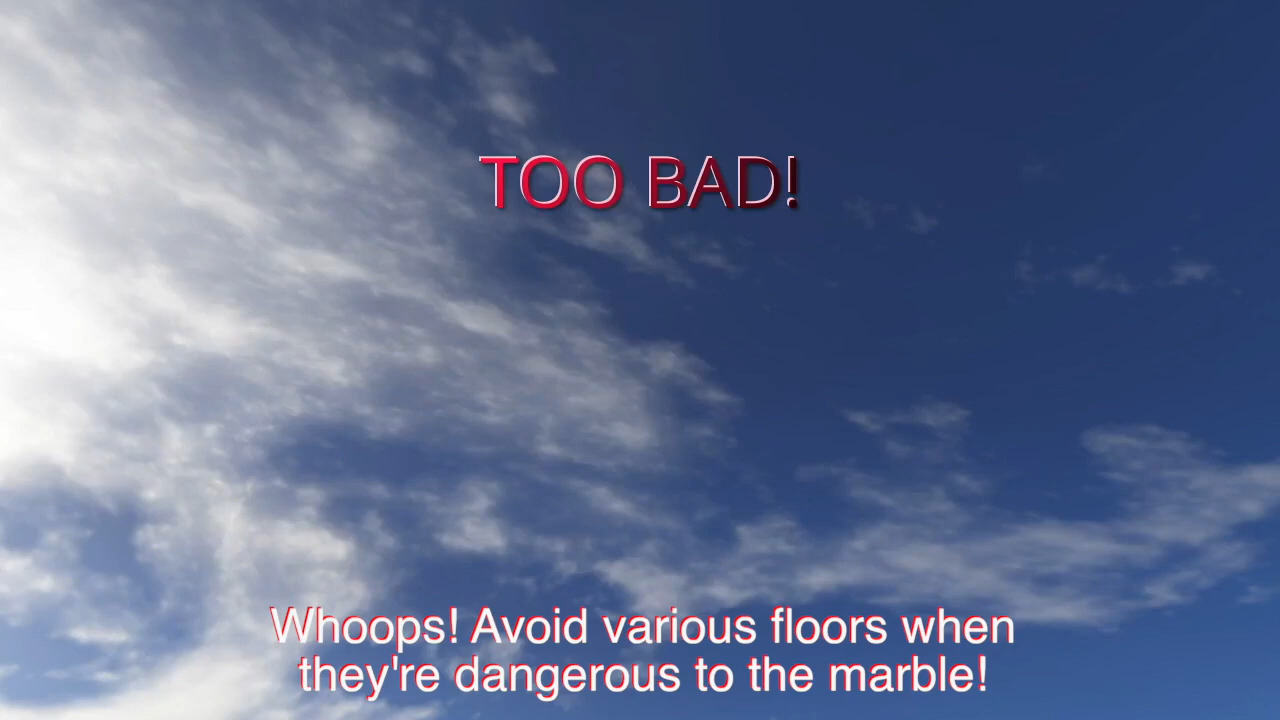 TOO BAD!
Whoops! Avoid various floors when
they're dangerous to the marble!